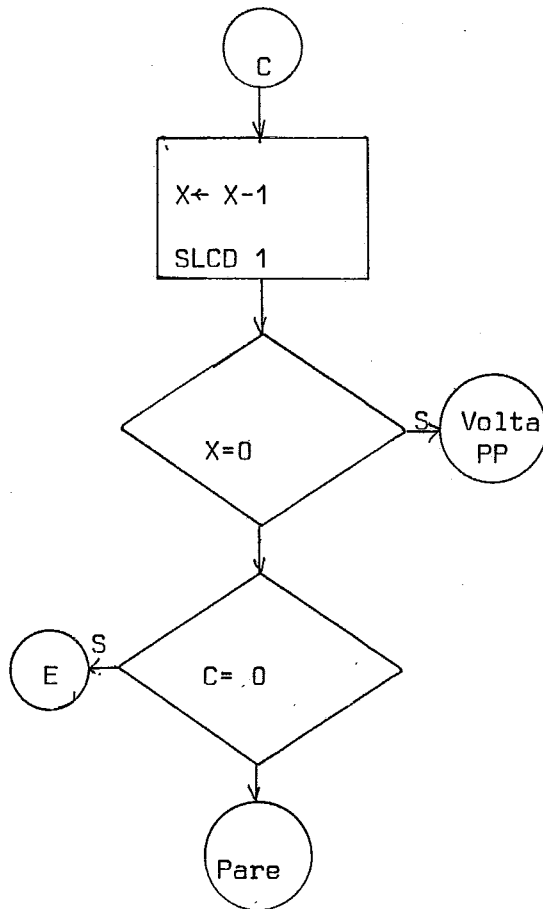 C
X← X-1
SLCD 1
X=0
S
Volta
PP
S
E
C= 0
Pare